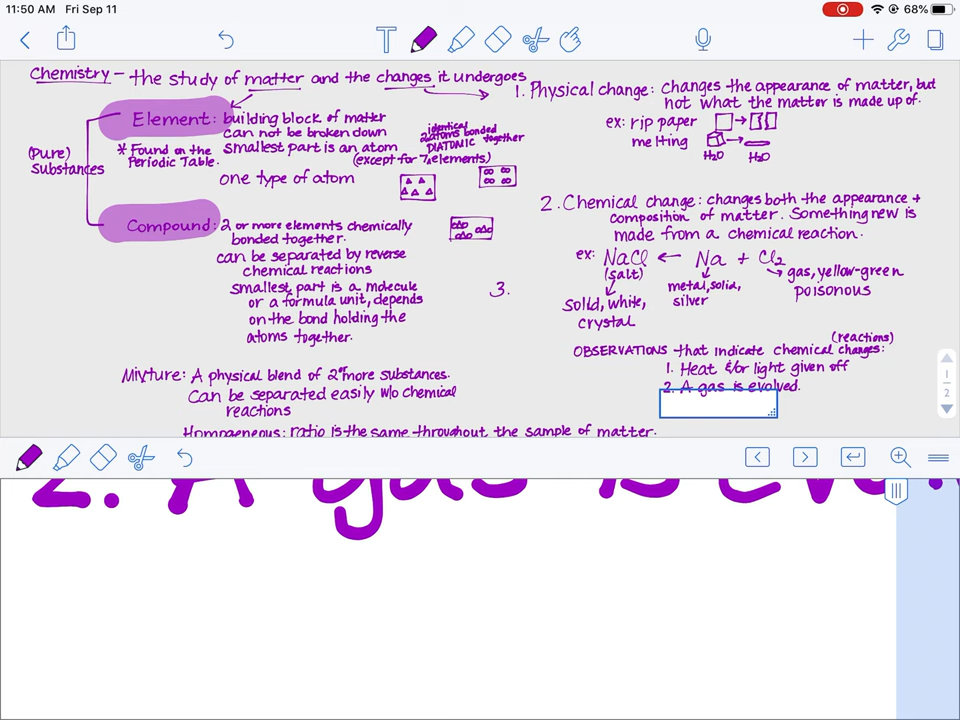 11:50 AM Fri Sep 11
68%
T
Chemistry – the study of matter and the changes it undergoes
Element: building block of matter
can not be broken down
smallest part is an atom
(except for 7 elements)
identical
2 atoms bonded
DIATONIC together
* Found on the
Periodic Table.
one type of atom
(Pure)
Substances
Compound: 2 or more elements chemically
bonded together.
can be separated by reverse
chemical reactions
smallest part is a molecule
or a formula unit, depends
on the bond holding the
atoms together.
Mixture: A physical blend of 2 or more substances.
Can be separated easily w/o chemical
reactions
Homogeneous: ratio is the same throughout the sample of matter.
1. Physical change: changes the appearance of matter, but
not what the matter is made up of.
ex: rip paper
melting
H2O H2O
2. Chemical change: changes both the appearance +
composition of matter. Something new is
made from a chemical reaction.
ex: NaCl ← Na + Cl2
(salt)
solid, white,
crystal
metal, solid,
silver
gas, yellow-green
poisonous
3.
(reactions)
OBSERVATIONS that indicate chemical changes:
1. Heat &/or light given off
2. A gas is evolved.
1
2
2. A gas is evol